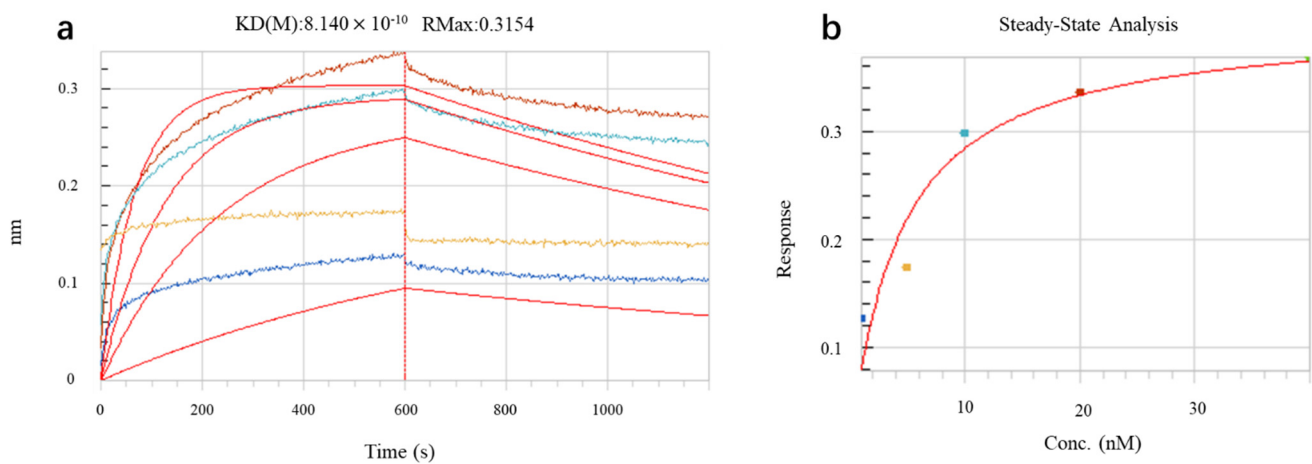 a
KD(M):8.140 × 10⁻¹⁰ RMax:0.3154
nm
0.3
0.2
0.1
0
0 200 400 600 800 1000
Time (s)
b
Steady-State Analysis
Response
0.3
0.2
0.1
10 20 30
Conc. (nM)